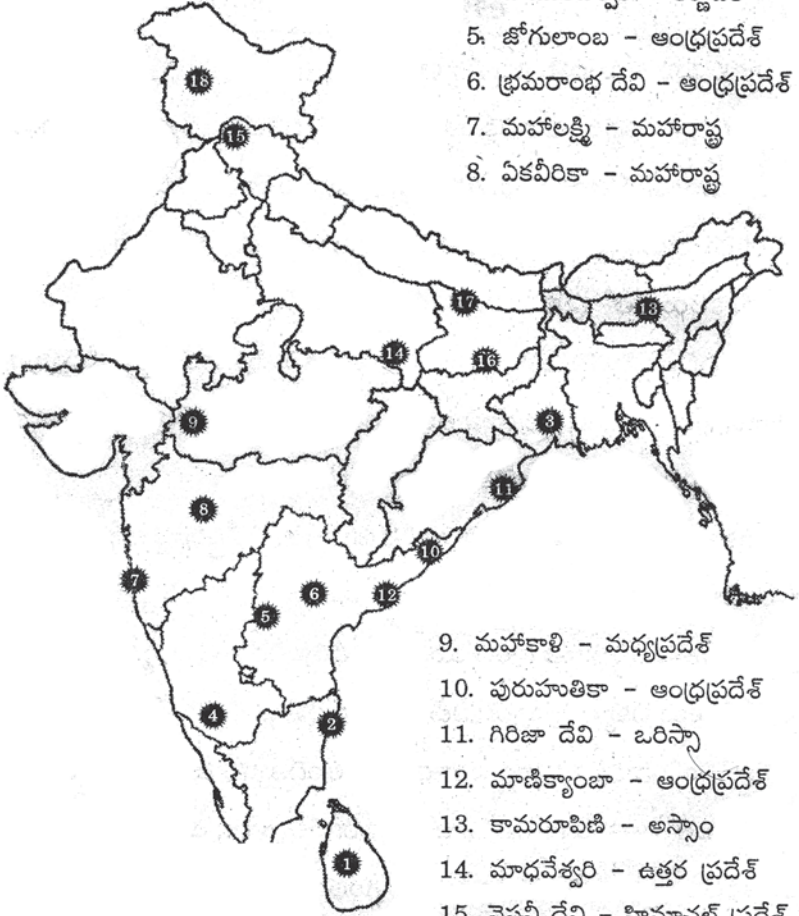 5. జోగులాంబ – ఆంధ్రప్రదేశ్
6. భ్రమరాంభ దేవి – ఆంధ్రప్రదేశ్
7. మహాలక్ష్మి – మహారాష్ట్ర
8. ఏకవీరికా – మహారాష్ట్ర
18
15
17
13
14
16
9
3
11
8
10
7
6
12
5
9. మహాకాళి – మధ్యప్రదేశ్
10. పురుహుతికా – ఆంధ్రప్రదేశ్
4
2
11. గిరిజా దేవి – ఒరిస్సా
12. మాణిక్యాంబా – ఆంధ్రప్రదేశ్
13. కామరూపిణి – అస్సాం
1
14. మాధవేశ్వరి – ఉత్తర ప్రదేశ్
15